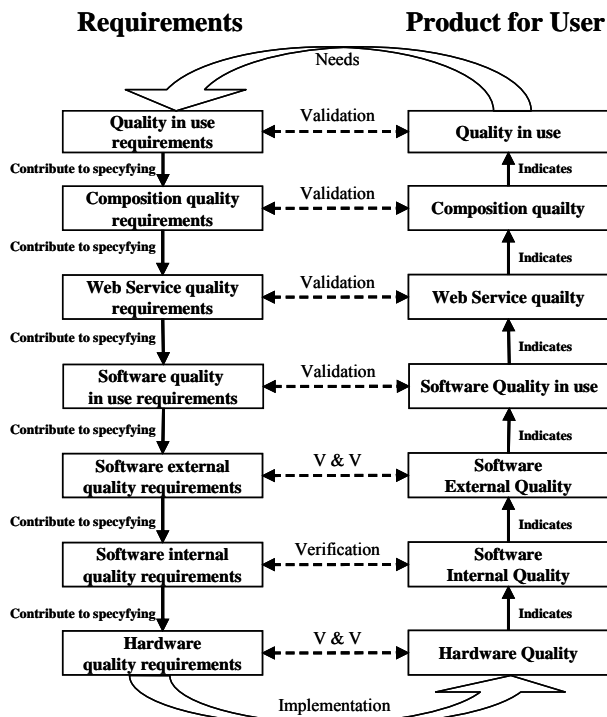 Requirements
Product for User
Needs
Quality in use
requirements
Validation
Quality in use
Contribute to specyfying
Indicates
Composition quality
requirements
Validation
Composition quailty
Contribute to specyfying
Indicates
Web Service quality
requirements
Validation
Web Service quailty
Contribute to specyfying
Indicates
Software quality
in use requirements
Validation
Software Quality in use
Contribute to specyfying
Indicates
Software external
quality requirements
V & V
Software
External Quality
Contribute to specyfying
Indicates
Software internal
quality requirements
Verification
Software
Internal Quality
Contribute to specyfying
Indicates
Hardware
quality requirements
V & V
Hardware Quality
Implementation